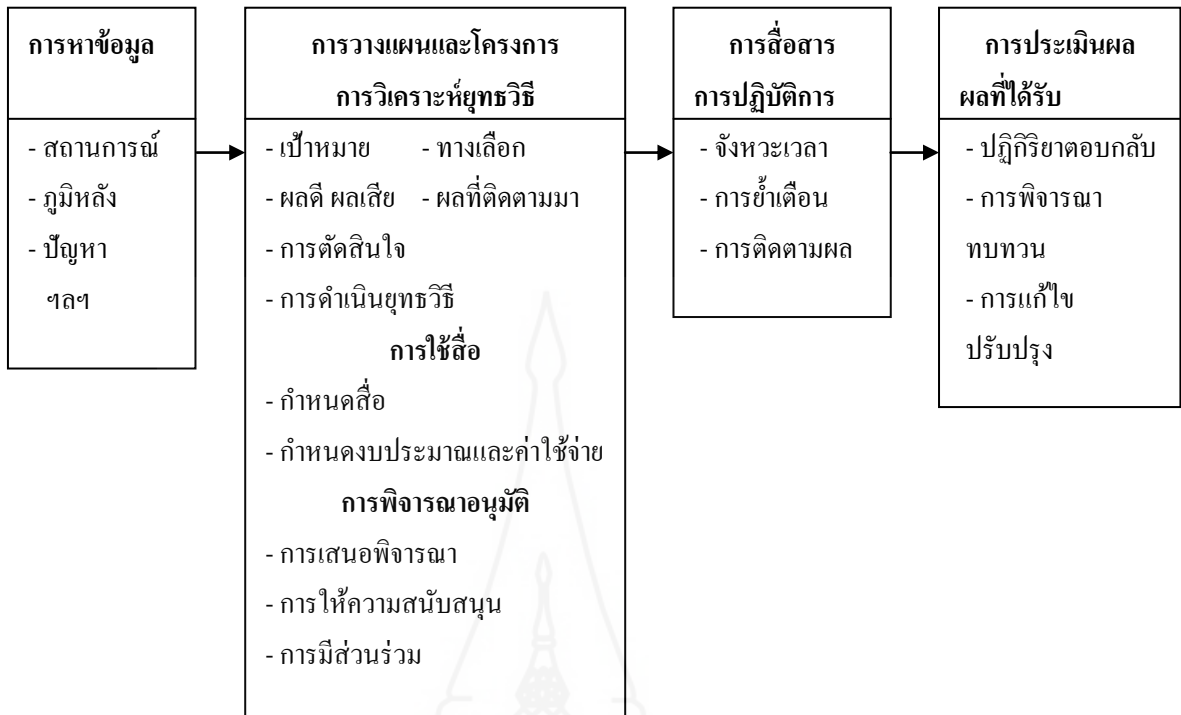 การหาข้อมูล
- สถานการณ์
- ภูมิหลัง
- ปัญหา
ฯลฯ
การวางแผนและโครงการ
การวิเคราะห์ยุทธวิธี
- เป้าหมาย - ทางเลือก
- ผลดี ผลเสีย - ผลที่ติดตามมา
- การตัดสินใจ
- การดำเนินยุทธวิธี
การใช้สื่อ
- กำหนดสื่อ
- กำหนดงบประมาณและค่าใช้จ่าย
การพิจารณาอนุมัติ
- การเสนอพิจารณา
- การให้ความสนับสนุน
- การมีส่วนร่วม
การสื่อสาร
การปฏิบัติการ
- จังหวะเวลา
- การย้ำเตือน
- การติดตามผล
การประเมินผล
ผลที่ได้รับ
- ปฏิกิริยาตอบกลับ
- การพิจารณา
ทบทวน
- การแก้ไข
ปรับปรุง